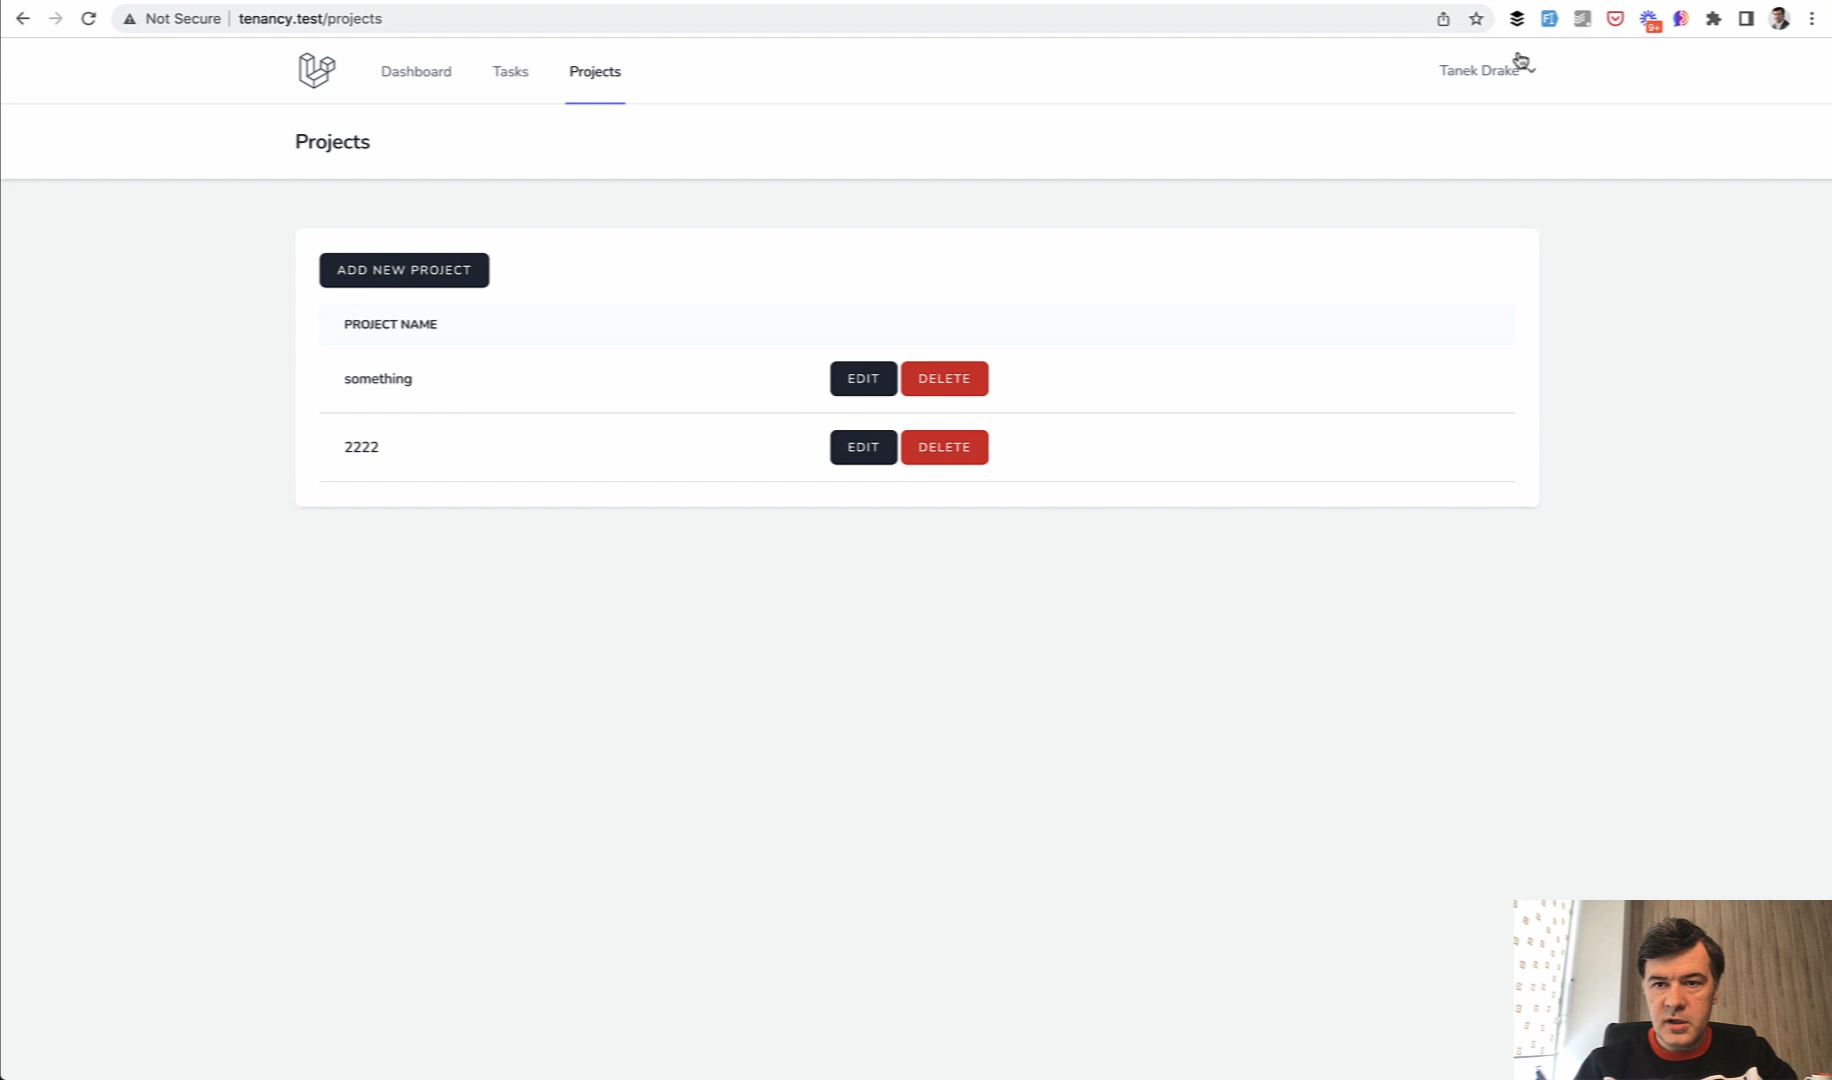 Not Secure | tenancy.test/projects
9+
Dashboard Tasks Projects Tanek Drake
Projects
ADD NEW PROJECT
PROJECT NAME
something EDIT DELETE
2222 EDIT DELETE